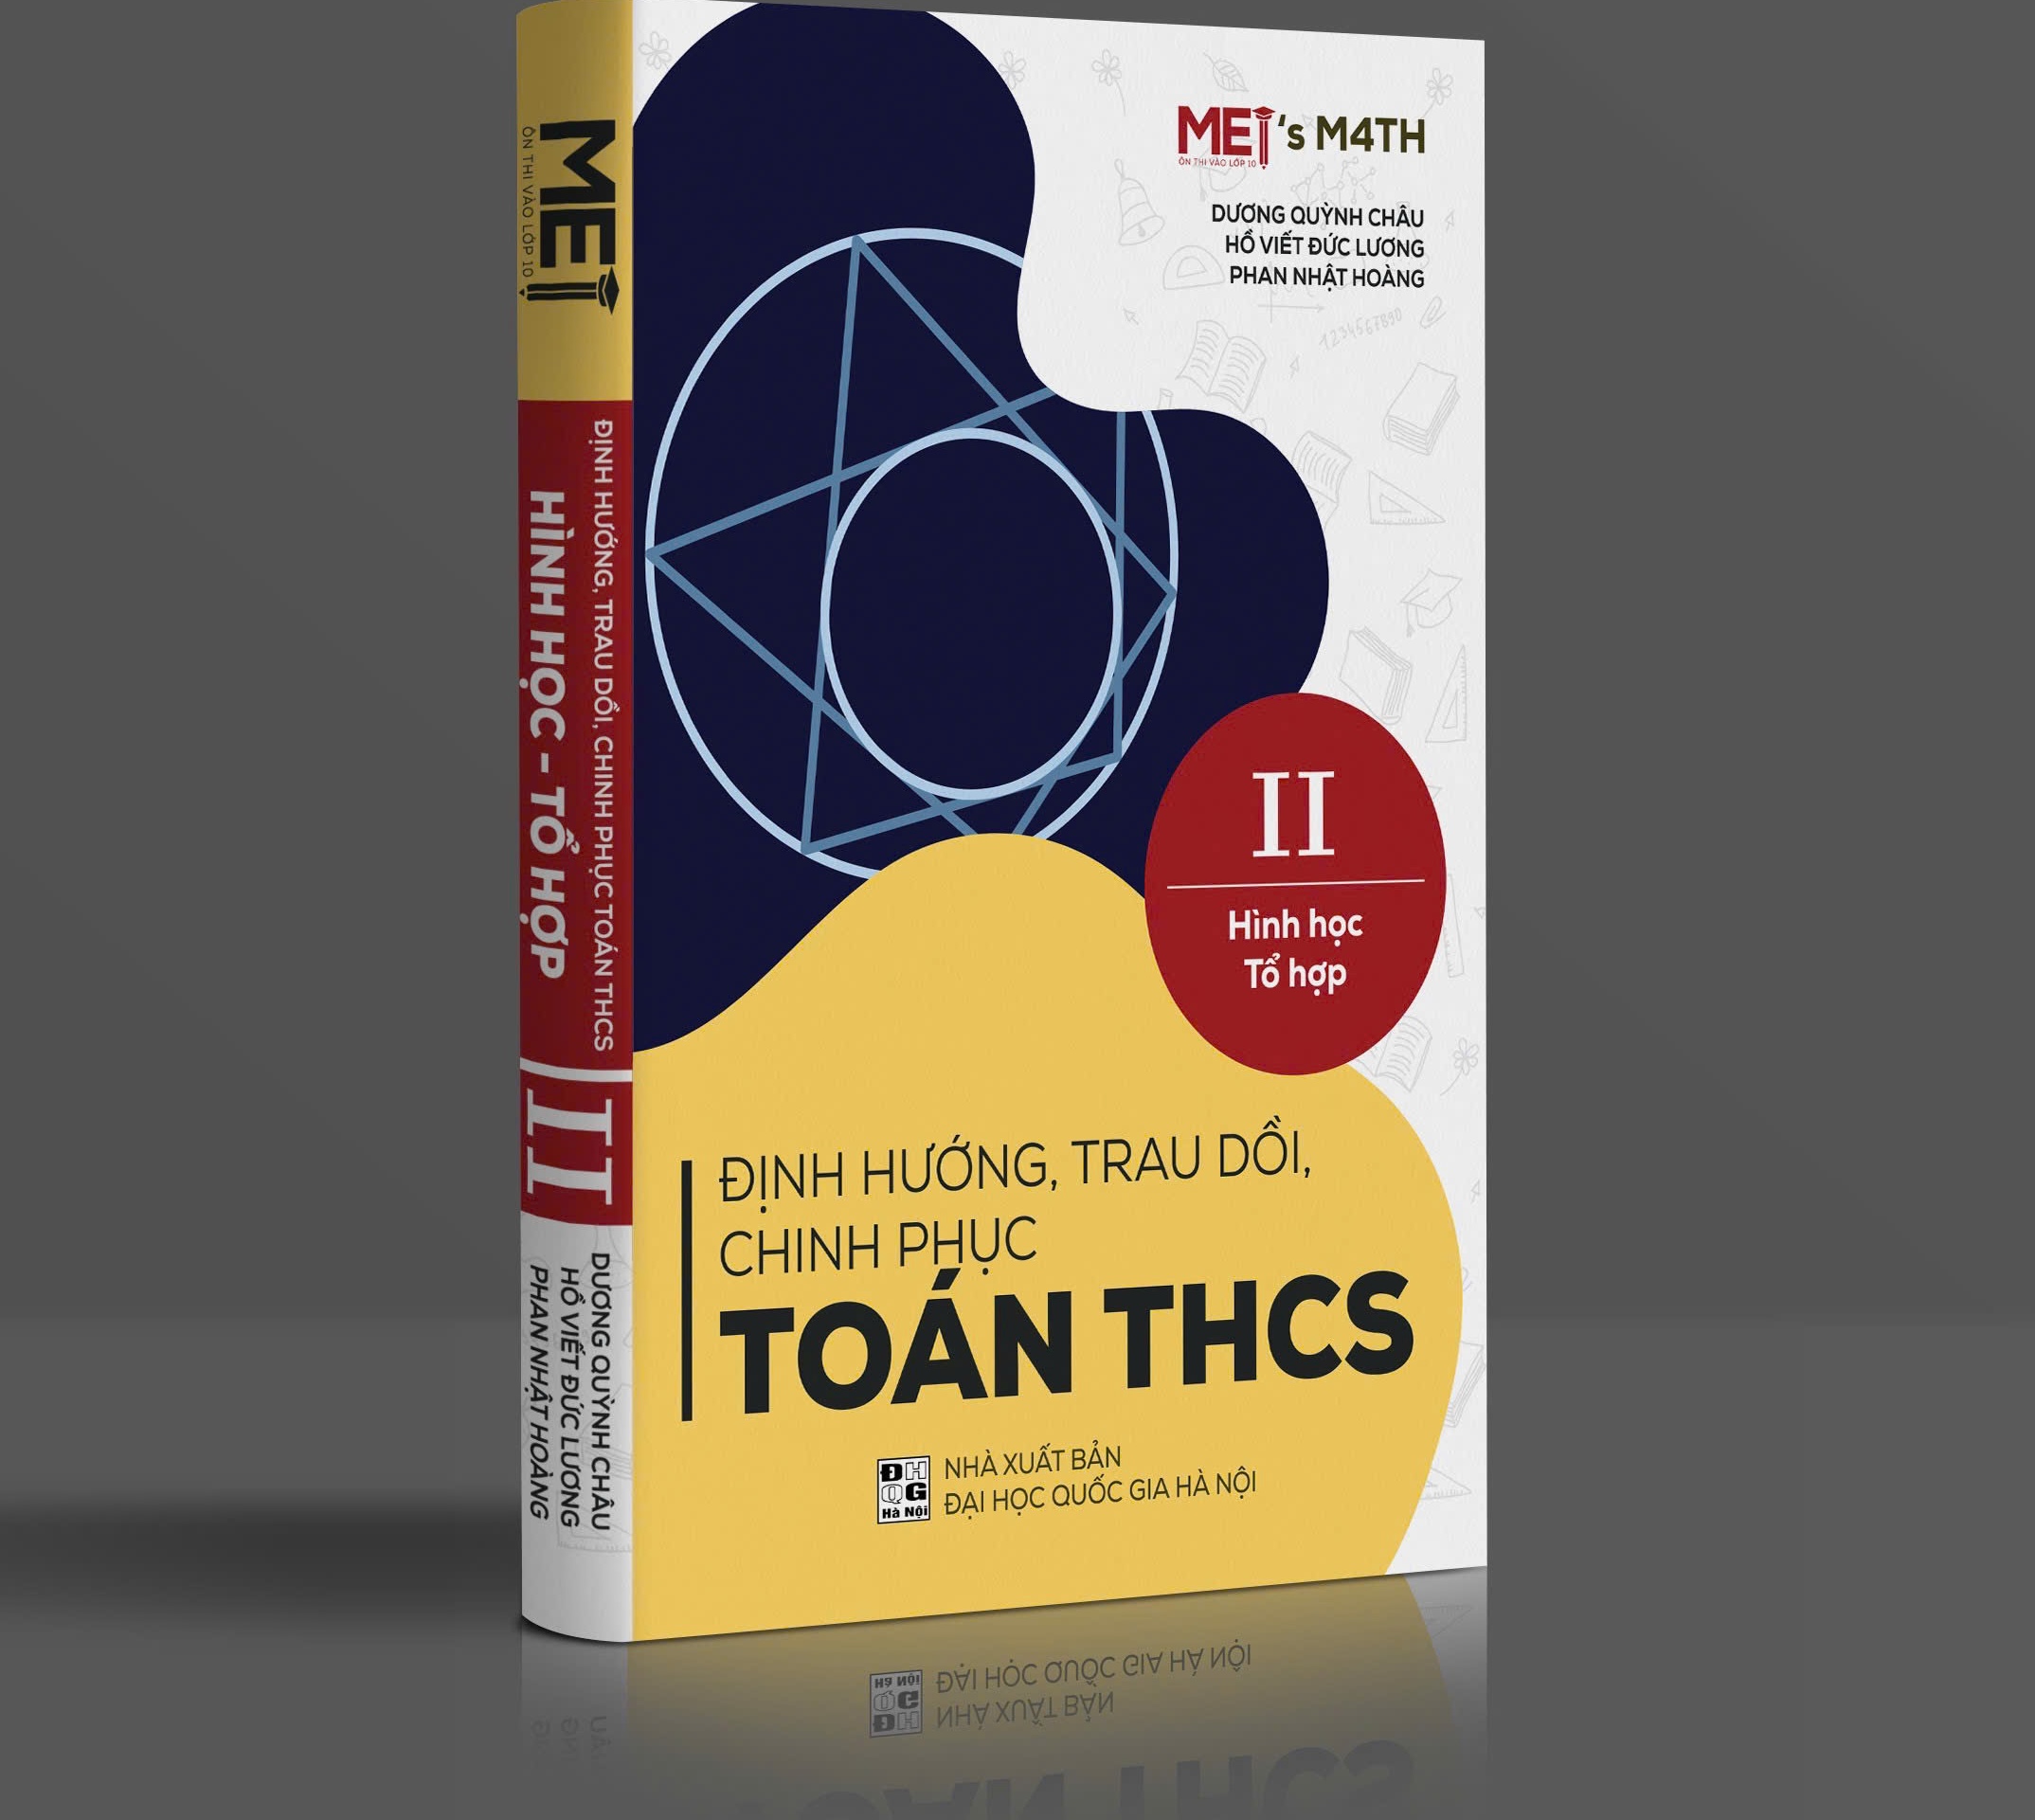 MEI
ÔN THI VÀO LỚP 10
ĐỊNH HƯỚNG, TRAU DỒI, CHINH PHỤC TOÁN THCS
HÌNH HỌC - TỔ HỢP
II
DƯƠNG QUỲNH CHÂU
HỒ VIẾT ĐỨC LƯƠNG
PHAN NHẬT HOÀNG
MEI's M4TH
ÔN THI VÀO LỚP 10
DƯƠNG QUỲNH CHÂU
HỒ VIẾT ĐỨC LƯƠNG
PHAN NHẬT HOÀNG
1234567890
II
Hình học
Tổ hợp
ĐỊNH HƯỚNG, TRAU DỒI,
CHINH PHỤC
TOÁN THCS
ĐH
QG
Hà Nội
NHÀ XUẤT BẢN
ĐẠI HỌC QUỐC GIA HÀ NỘI